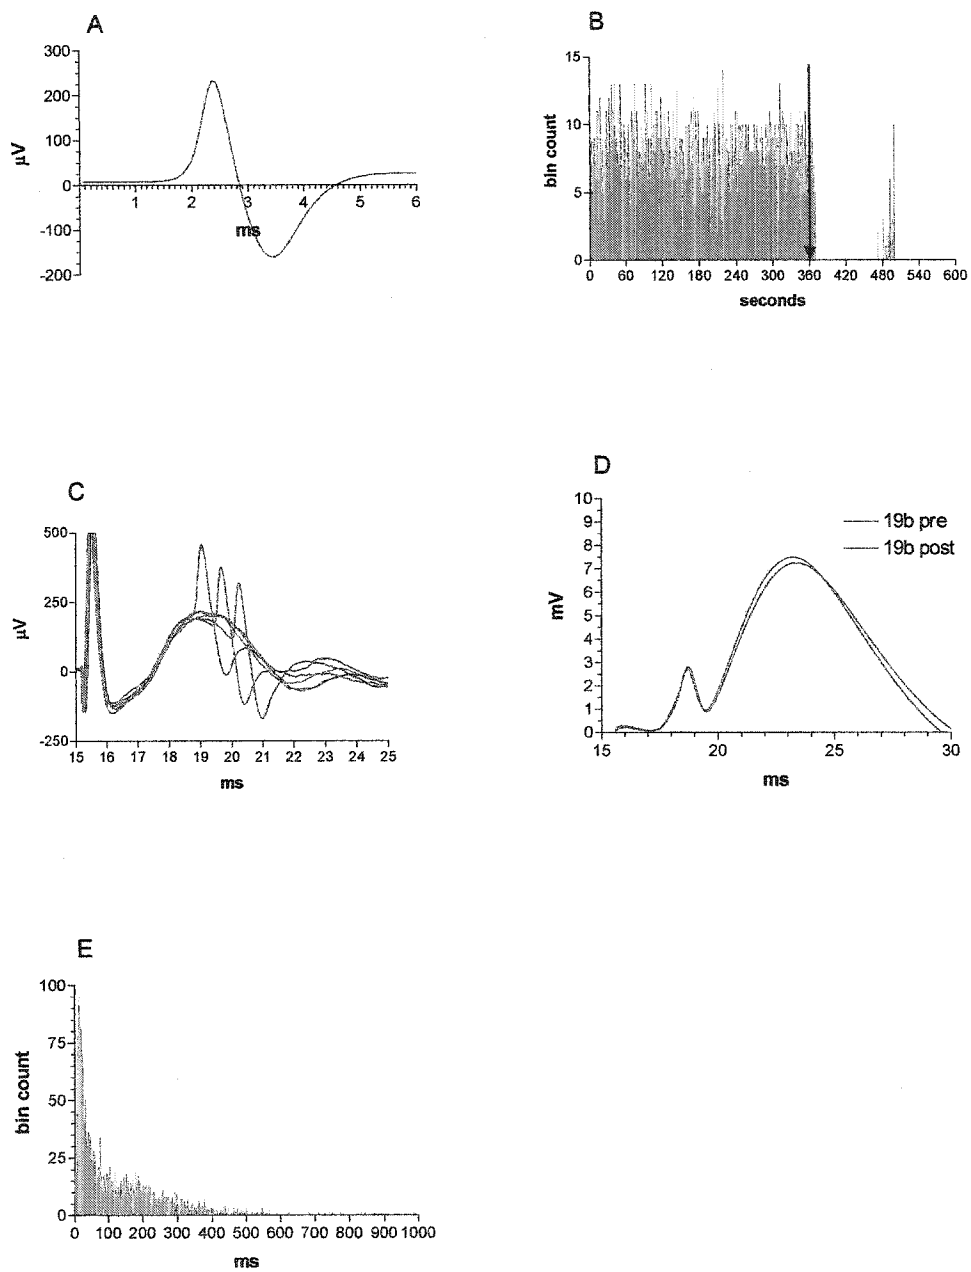 A
300
200
100
0
-100
-200
μV
1 2 3 4 5 6
ms
B
15
10
5
0
bin count
0 60 120 180 240 300 360 420 480 540 600
seconds
C
500
250
0
-250
μV
15 16 17 18 19 20 21 22 23 24 25
ms
D
10
9
8
7
6
5
4
3
2
1
0
mV
19b pre
19b post
15 20 25 30
ms
E
100
75
50
25
0
bin count
0 100 200 300 400 500 600 700 800 900 1000
ms